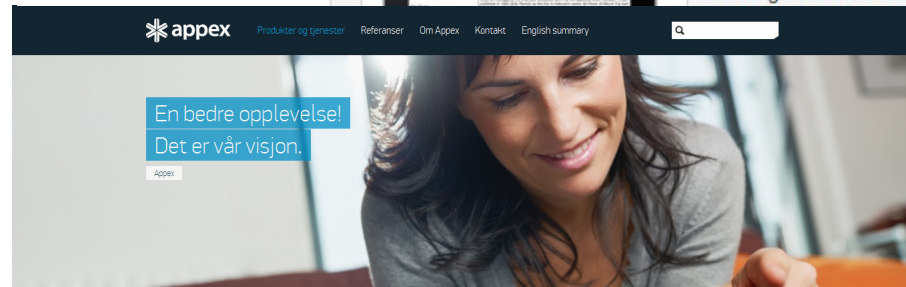 appex
Produkter og tjenester Referanser Om Appex Kontakt English summary
En bedre opplevelse!
Det er vår visjon.
Appex